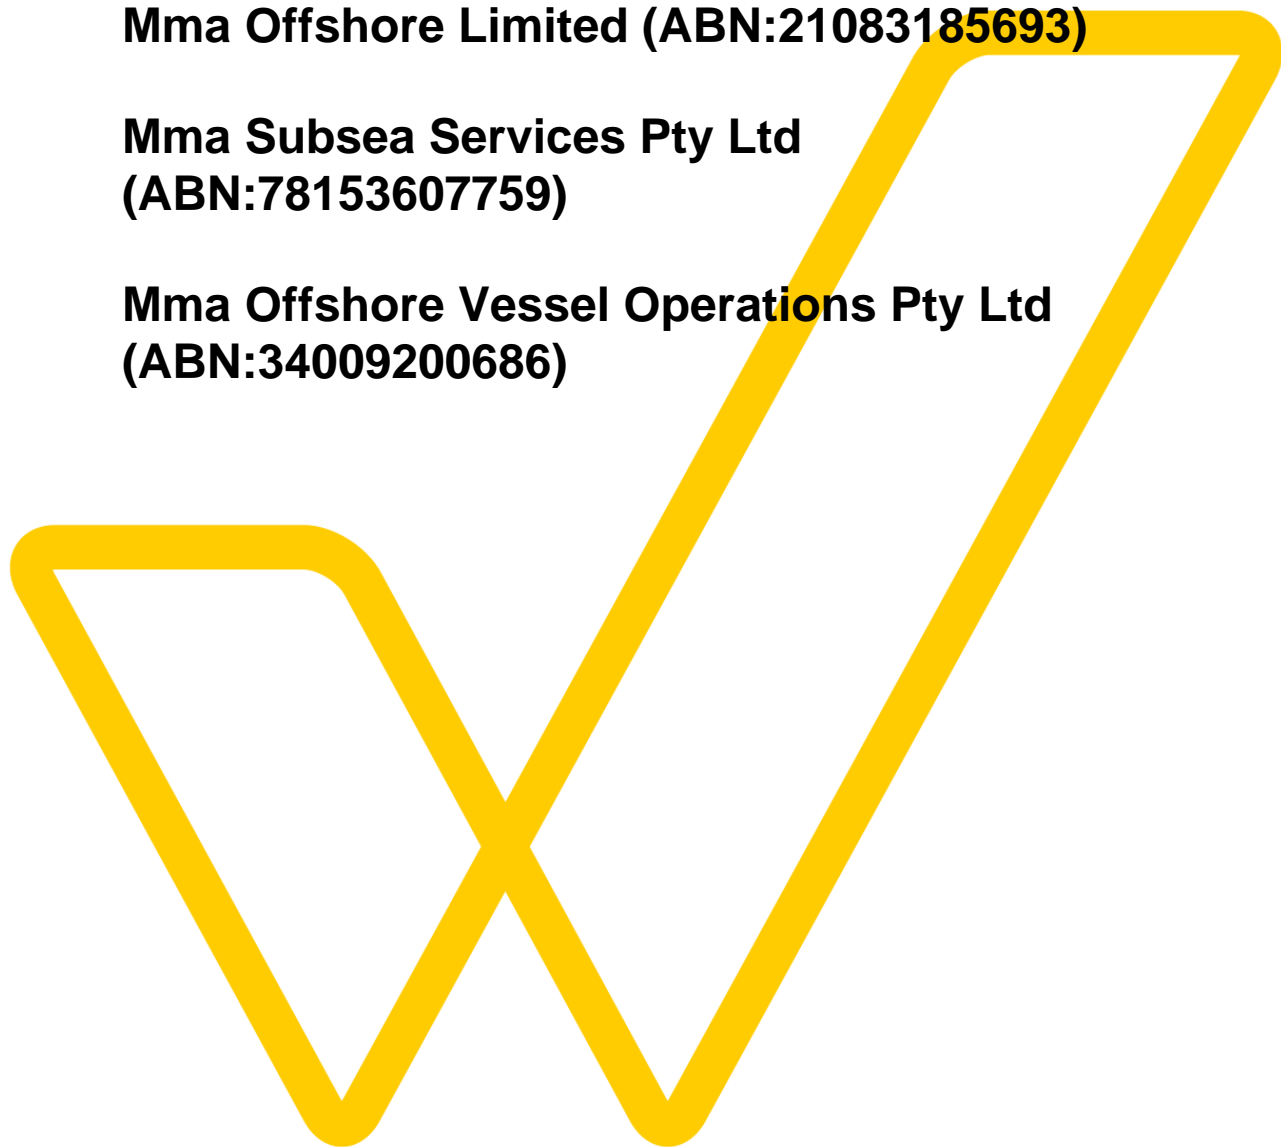 Mma Offshore Limited (ABN:21083185693)
Mma Subsea Services Pty Ltd
(ABN:78153607759)
Mma Offshore Vessel Operations Pty Ltd
(ABN:34009200686)